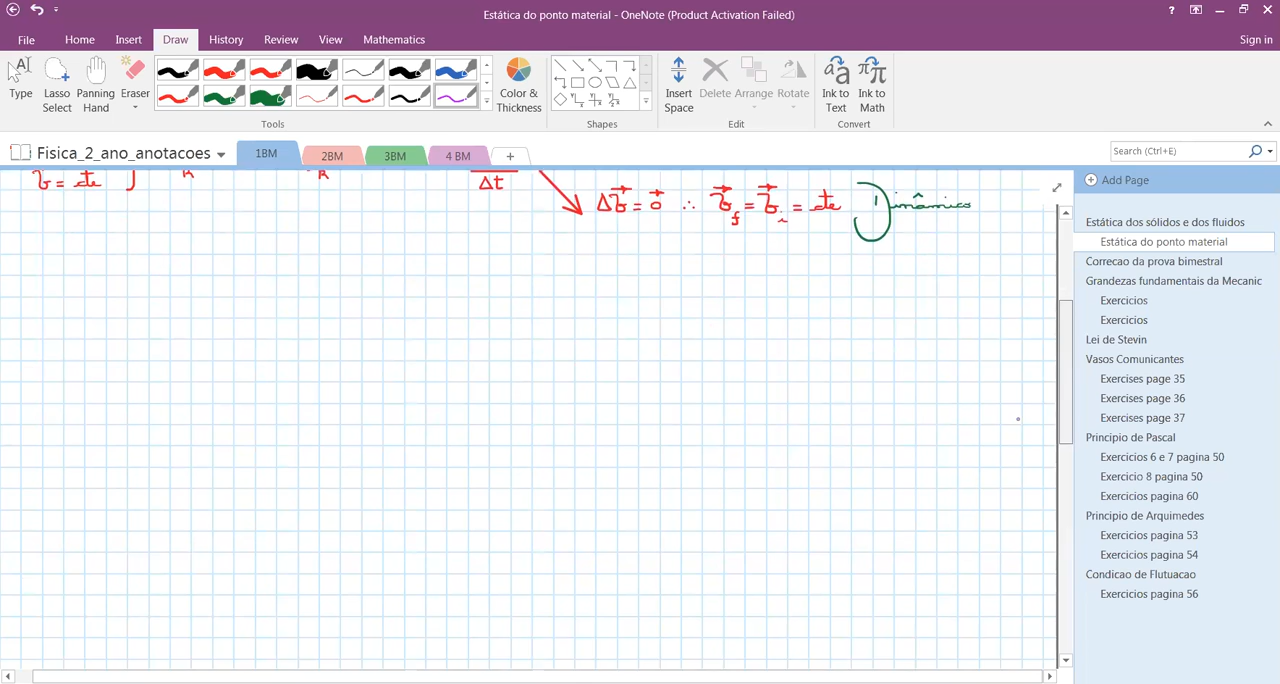 Estática do ponto material - OneNote (Product Activation Failed)
File Home Insert Draw History Review View Mathematics Sign in
Type Lasso Select Panning Hand Eraser Color & Thickness Insert Space Delete Arrange Rotate Ink to Text Ink to Math
Tools Shapes Edit Convert
Fisica_2_ano_anotacoes 1BM 2BM 3BM 4 BM + Search (Ctrl+E)
Add Page
v = cte R R Δt
Δv = 0 ∴ v f = v i = cte Dinâmico
Estática dos sólidos e dos fluidos
Estática do ponto material
Correcao da prova bimestral
Grandezas fundamentais da Mecanic
Exercicios
Exercicios
Lei de Stevin
Vasos Comunicantes
Exercises page 35
Exercises page 36
Exercises page 37
Principio de Pascal
Exercicios 6 e 7 pagina 50
Exercicio 8 pagina 50
Exercicios pagina 60
Principio de Arquimedes
Exercicios pagina 53
Exercicios pagina 54
Condicao de Flutuacao
Exercicios pagina 56